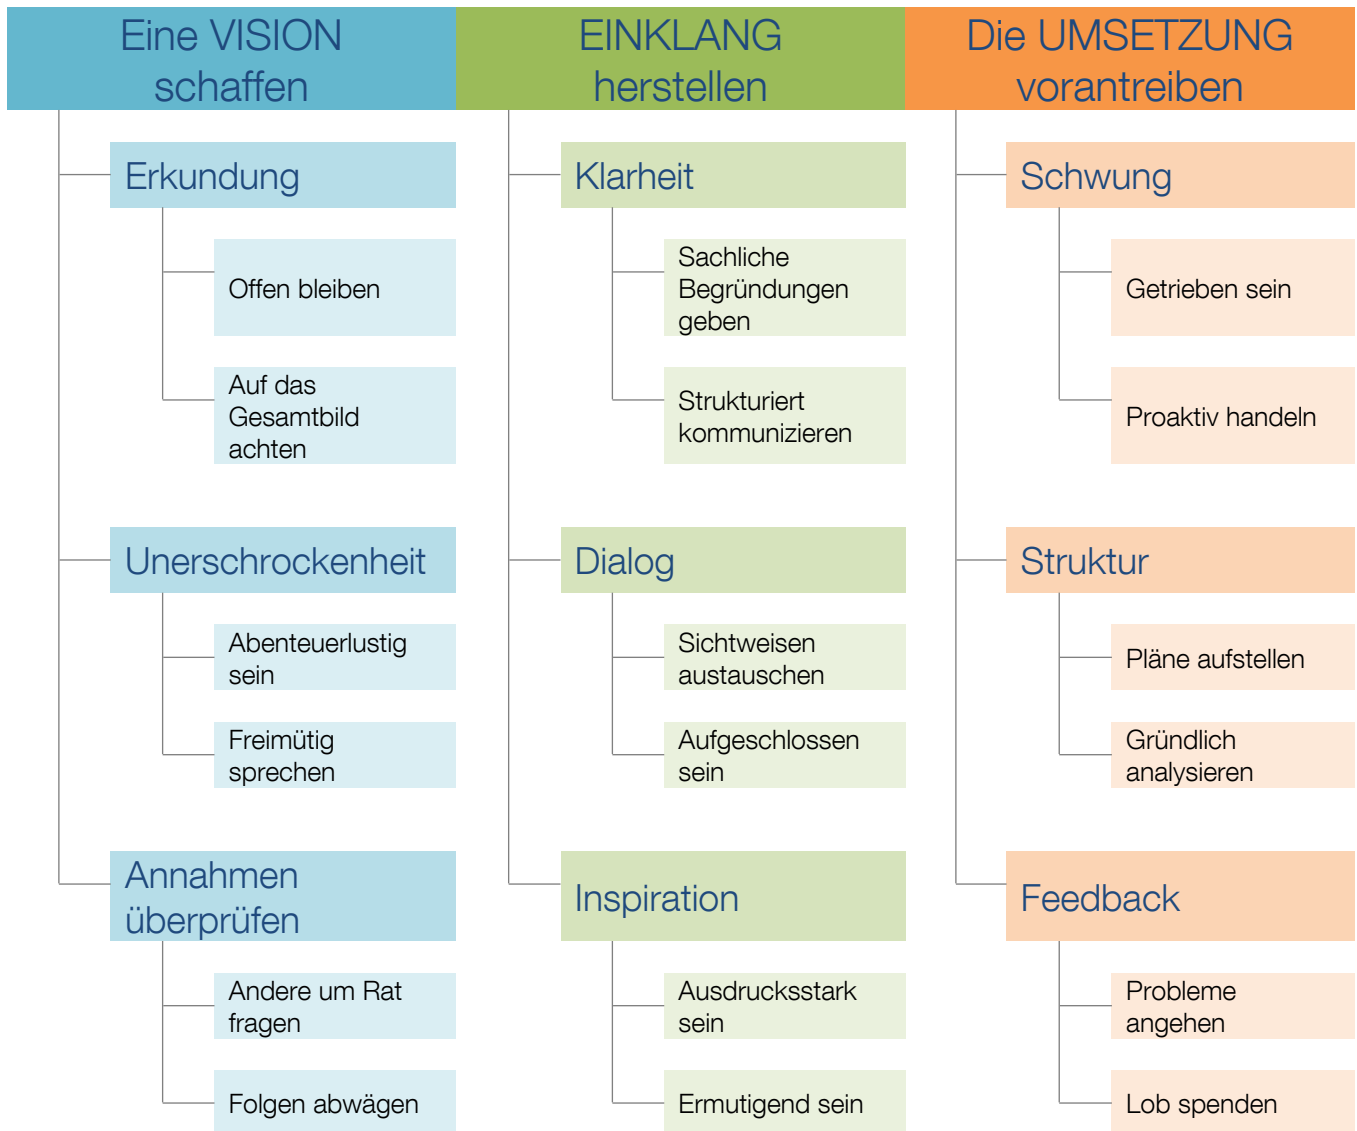 Eine VISION
schaffen
Erkundung
Offen bleiben
Auf das
Gesamtbild
achten
Unerschrockenheit
Abenteuerlustig
sein
Freimütig
sprechen
Annahmen
überprüfen
Andere um Rat
fragen
Folgen abwägen
EINKLANG
herstellen
Klarheit
Sachliche
Begründungen
geben
Strukturiert
kommunizieren
Dialog
Sichtweisen
austauschen
Aufgeschlossen
sein
Inspiration
Ausdrucksstark
sein
Ermutigend sein
Die UMSETZUNG
vorantreiben
Schwung
Getrieben sein
Proaktiv handeln
Struktur
Pläne aufstellen
Gründlich
analysieren
Feedback
Probleme
angehen
Lob spenden